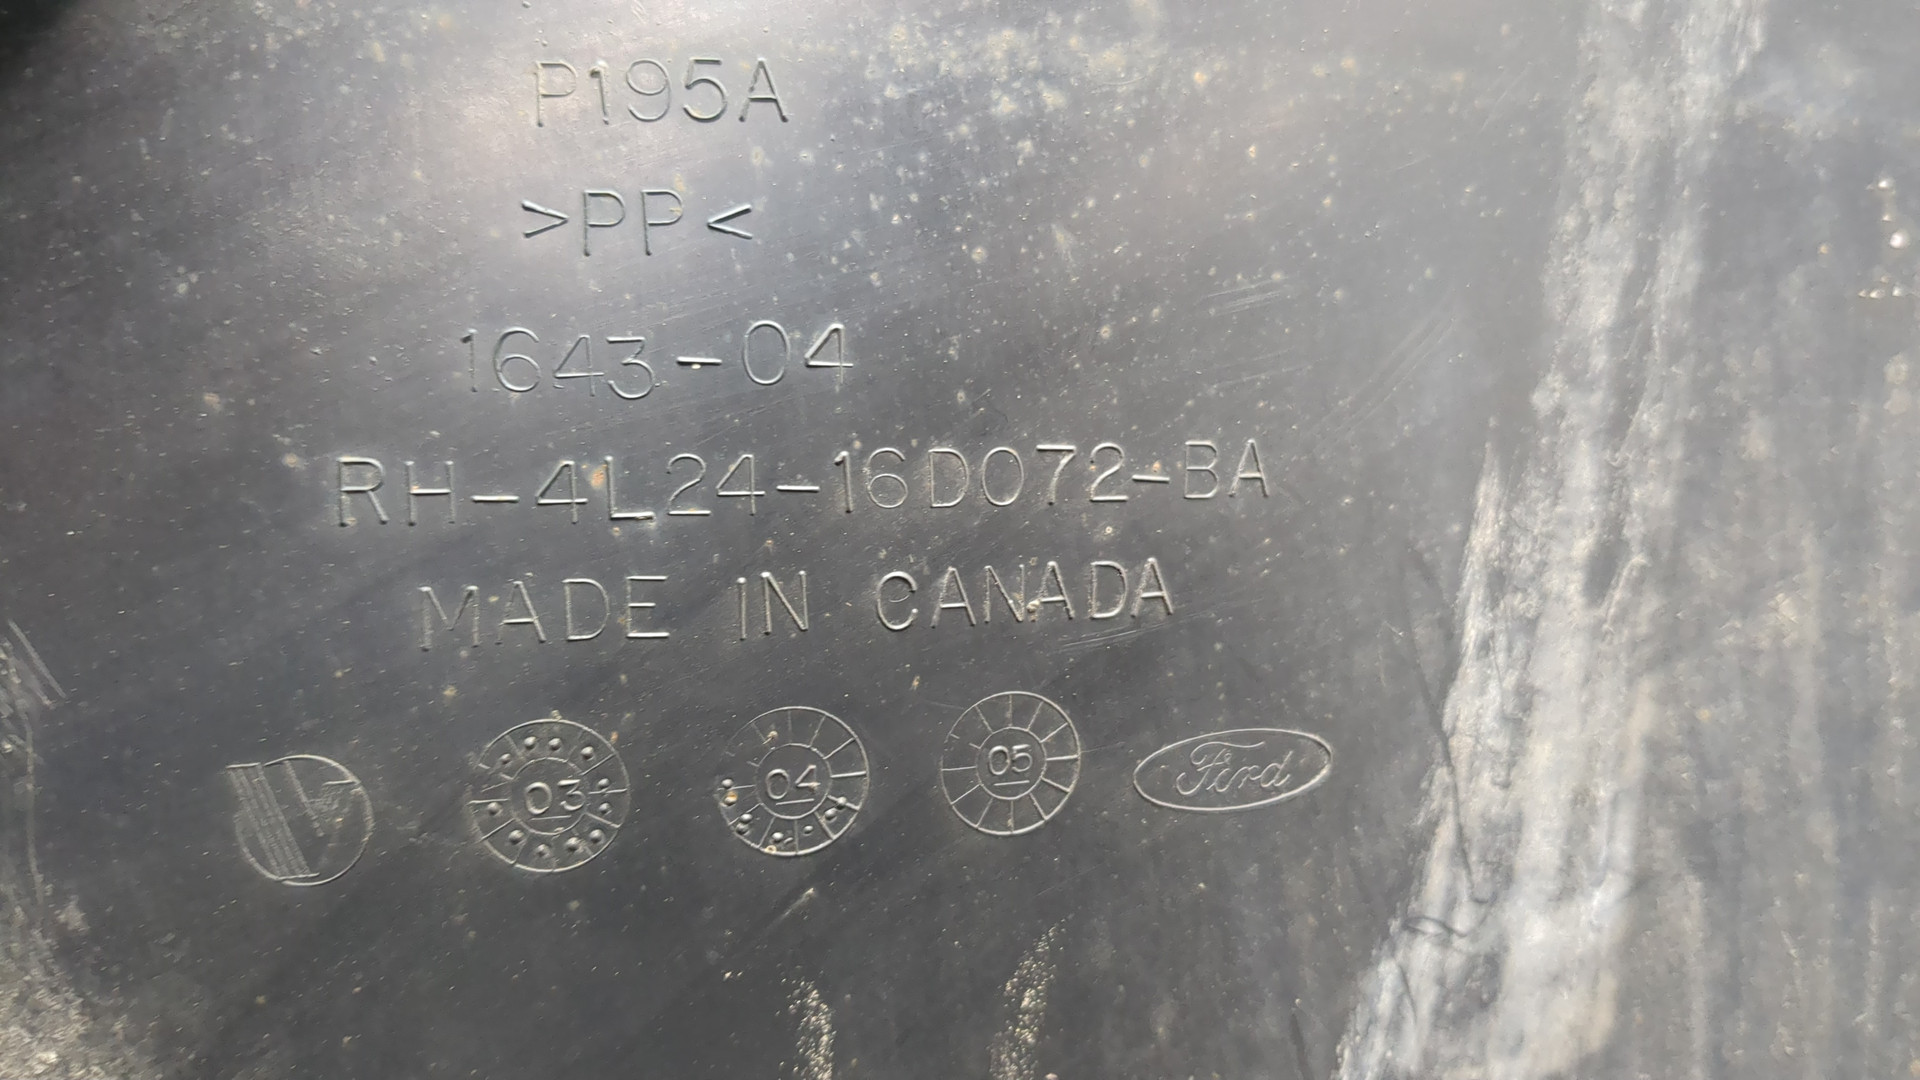 P195A
>PP<
1643-04
RH-4L24-16D072-BA
MADE IN CANADA
03 04 05 Ford